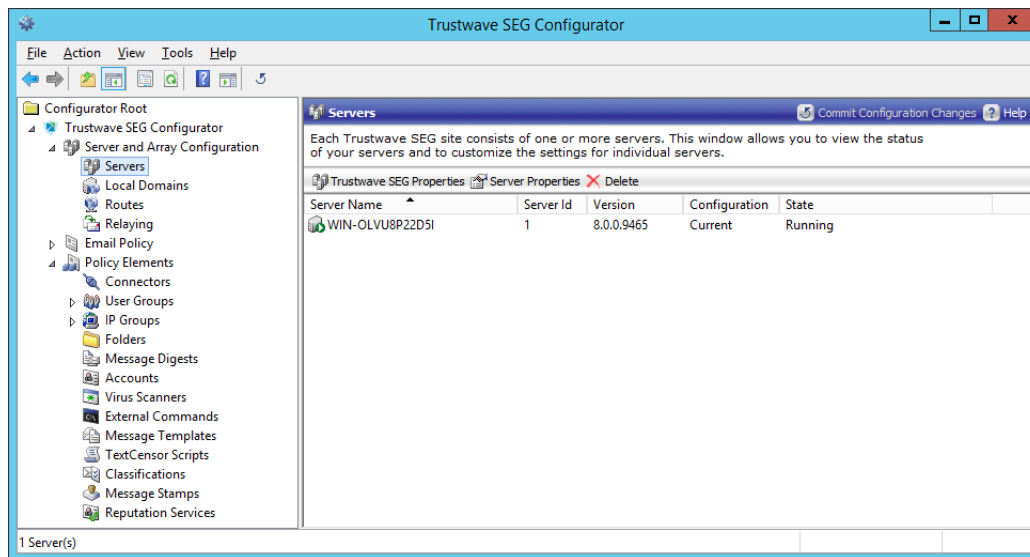 Trustwave SEG Configurator
File Action View Tools Help
Configurator Root
Trustwave SEG Configurator
Server and Array Configuration
Servers
Local Domains
Routes
Relaying
Email Policy
Policy Elements
Connectors
User Groups
IP Groups
Folders
Message Digests
Accounts
Virus Scanners
External Commands
Message Templates
TextCensor Scripts
Classifications
Message Stamps
Reputation Services
Servers Commit Configuration Changes Help
Each Trustwave SEG site consists of one or more servers. This window allows you to view the status
of your servers and to customize the settings for individual servers.
Trustwave SEG Properties Server Properties Delete
Server Name Server Id Version Configuration State
WIN-OLVU8P22D5I 1 8.0.0.9465 Current Running
1 Server(s)